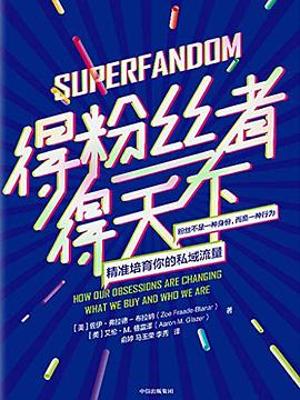 SUPERFANDOM
得粉丝者
得天下
粉丝不是一种身份，而是一种行为
精准培育你的私域流量
HOW OUR OBSESSIONS ARE CHANGING
WHAT WE BUY AND WHO WE ARE
[美]佐伊·弗拉德-布拉纳（Zoe Fraade-Blanar）
[美]艾伦·M. 格雷泽（Aaron M. Glazer） 著
俞婷 马玉荣 李秀 译
中信出版集团